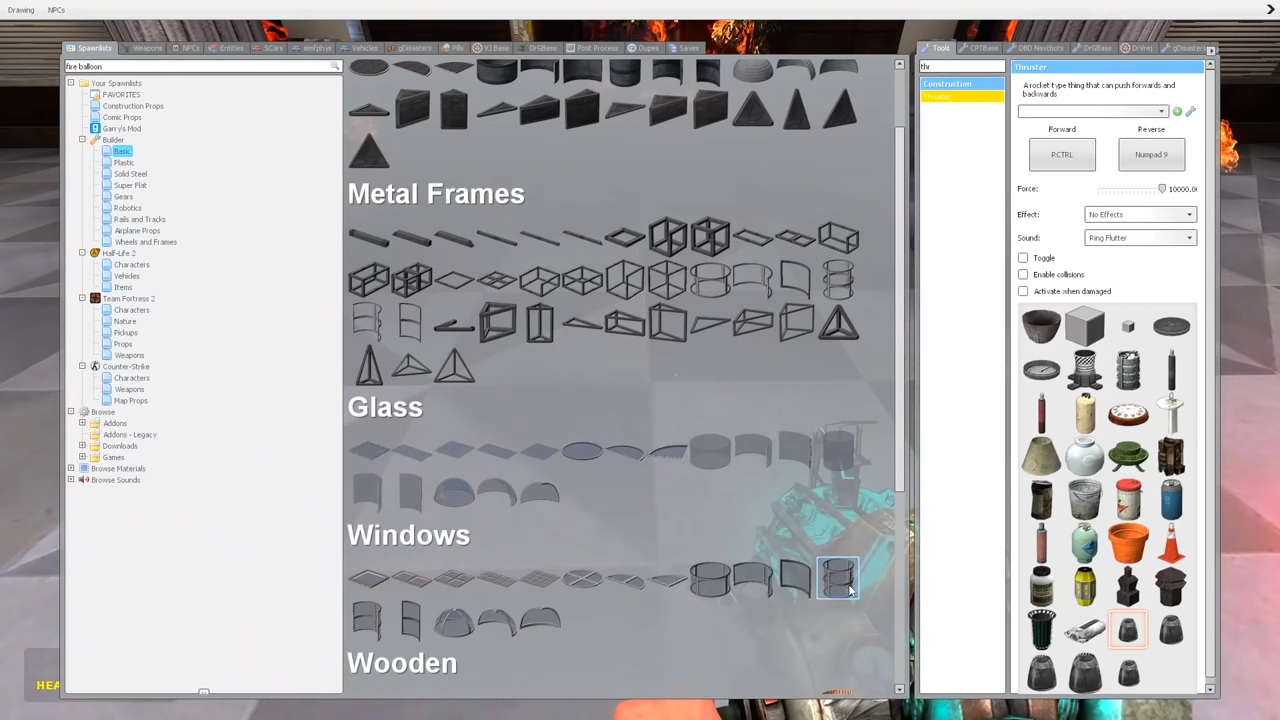 Drawing NPCs
Spawnlists Weapons NPCs Entities SCars simfphys Vehicles gDisasters Pills VJ Base DrGBase Post Process Dupes Saves
Tools CPTBase DBD Nextbots DrGBase DrVrej gDisasters
fire balloon
thr
Your Spawnlists
FAVORITES
Construction Props
Comic Props
Garry's Mod
Builder
Basic
Plastic
Solid Steel
Super Flat
Gears
Robotics
Rails and Tracks
Airplane Props
Wheels and Frames
Half-Life 2
Characters
Vehicles
Items
Team Fortress 2
Characters
Nature
Pickups
Props
Weapons
Counter-Strike
Characters
Weapons
Map Props
Browse
Addons
Addons - Legacy
Downloads
Games
Browse Materials
Browse Sounds
HEA
Metal Frames
Glass
Windows
Wooden
Construction
Thruster
Thruster
A rocket type thing that can push forwards and
backwards
Forward Reverse
RCTRL Numpad 9
Force: 10000.0
Effect: No Effects
Sound: Ring Flutter
Toggle
Enable collisions
Activate when damaged